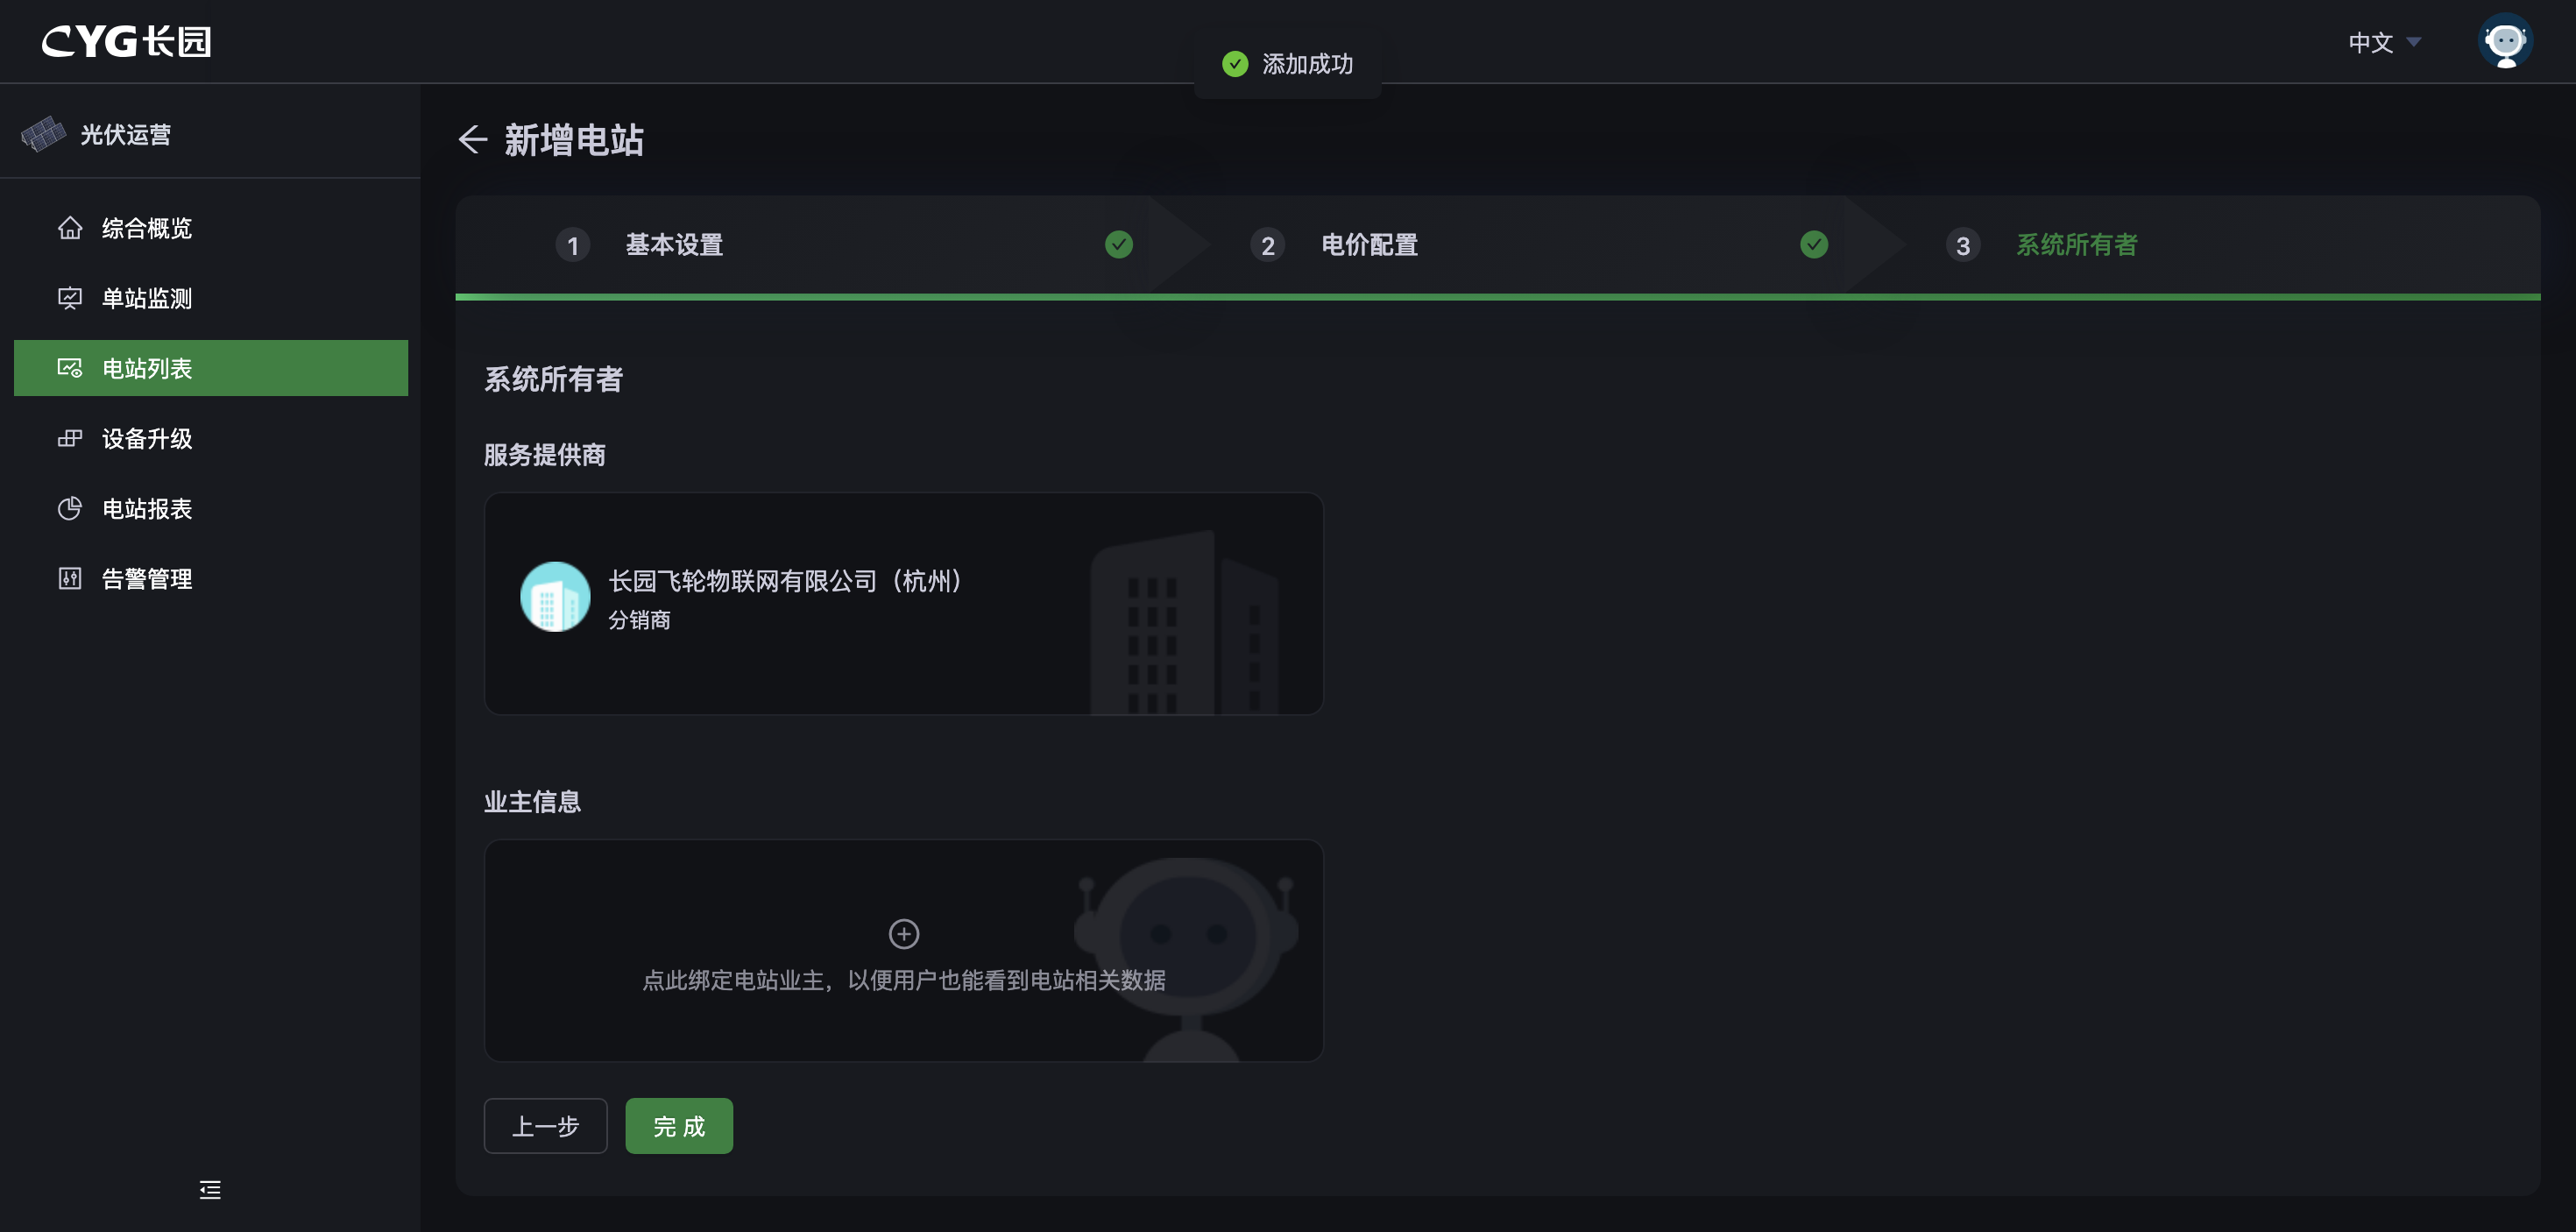 CYG长园
添加成功
中文
光伏运营
综合概览
单站监测
电站列表
设备升级
电站报表
告警管理
新增电站
1 基本设置
2 电价配置
3 系统所有者
系统所有者
服务提供商
长园飞轮物联网有限公司（杭州）
分销商
业主信息
点此绑定电站业主，以便用户也能看到电站相关数据
上一步
完 成